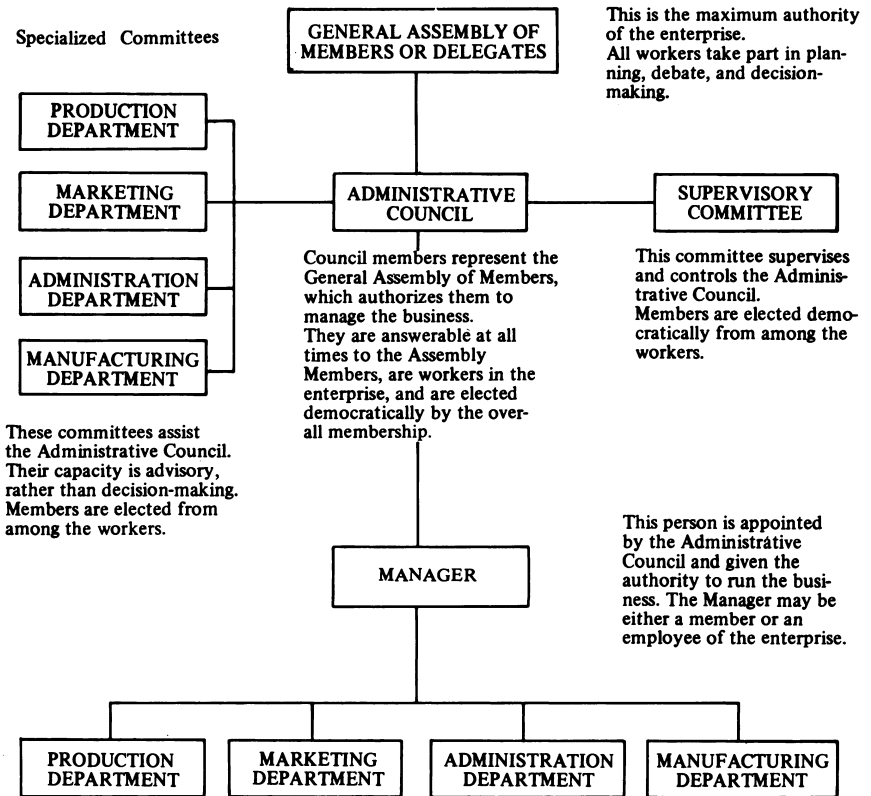 Specialized Committees
GENERAL ASSEMBLY OF
MEMBERS OR DELEGATES
This is the maximum authority
of the enterprise.
All workers take part in plan-
ning, debate, and decision-
making.
PRODUCTION
DEPARTMENT
MARKETING
DEPARTMENT
ADMINISTRATION
DEPARTMENT
MANUFACTURING
DEPARTMENT
These committees assist
the Administrative Council.
Their capacity is advisory,
rather than decision-making.
Members are elected from
among the workers.
ADMINISTRATIVE
COUNCIL
Council members represent the
General Assembly of Members,
which authorizes them to
manage the business.
They are answerable at all
times to the Assembly
Members, are workers in the
enterprise, and are elected
democratically by the over-
all membership.
SUPERVISORY
COMMITTEE
This committee supervises
and controls the Adminis-
trative Council.
Members are elected demo-
cratically from among the
workers.
MANAGER
This person is appointed
by the Administrative
Council and given the
authority to run the busi-
ness. The Manager may be
either a member or an
employee of the enterprise.
PRODUCTION
DEPARTMENT
MARKETING
DEPARTMENT
ADMINISTRATION
DEPARTMENT
MANUFACTURING
DEPARTMENT